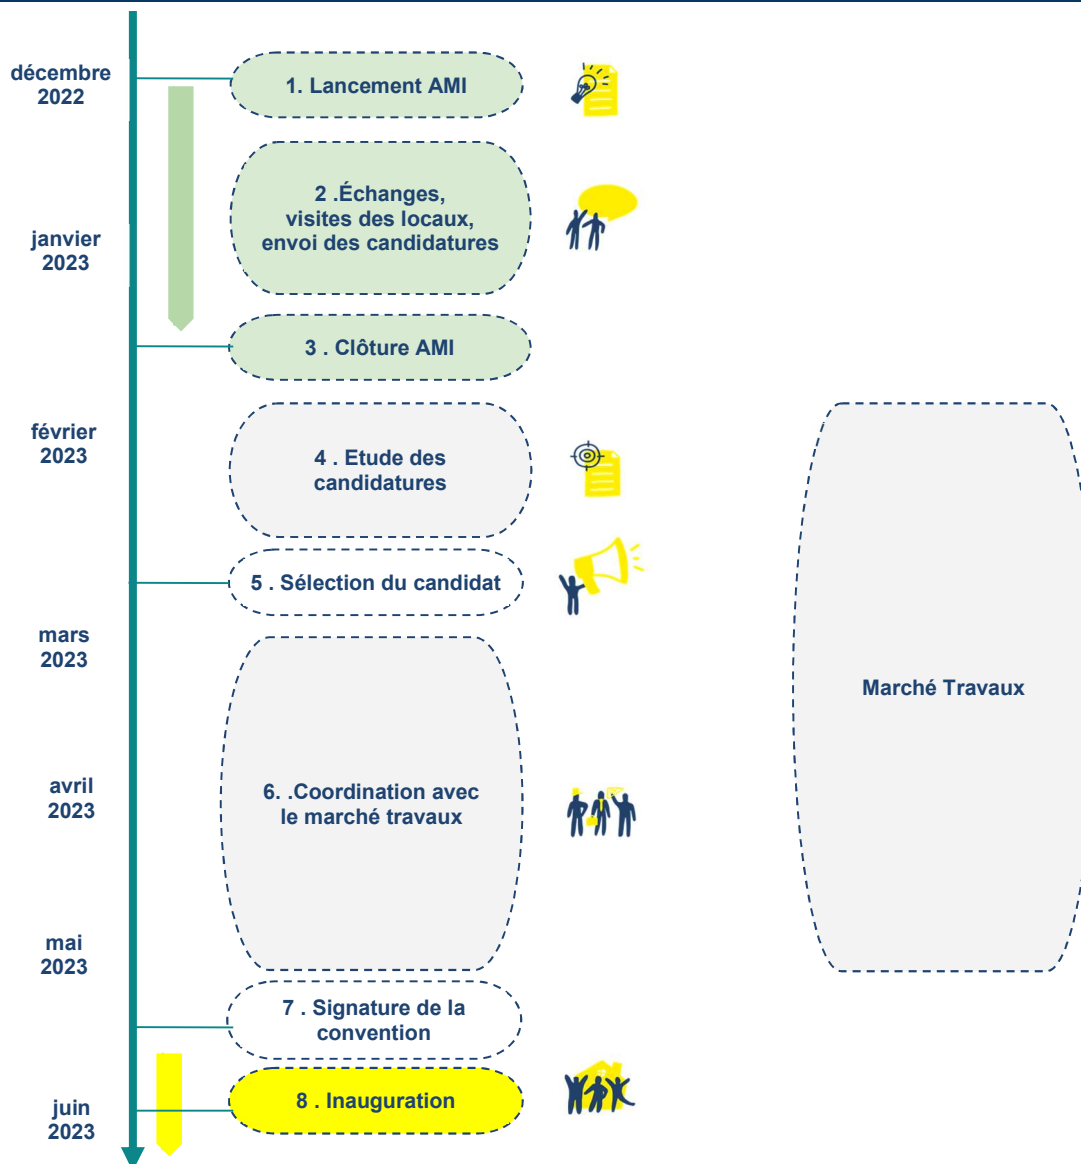 décembre
2022
1. Lancement AMI
2 .Échanges,
visites des locaux,
envoi des candidatures
janvier
2023
3 . Clôture AMI
février
2023
4 . Etude des
candidatures
5 . Sélection du candidat
mars
2023
Marché Travaux
avril
2023
6. .Coordination avec
le marché travaux
mai
2023
7 . Signature de la
convention
8 . Inauguration
juin
2023